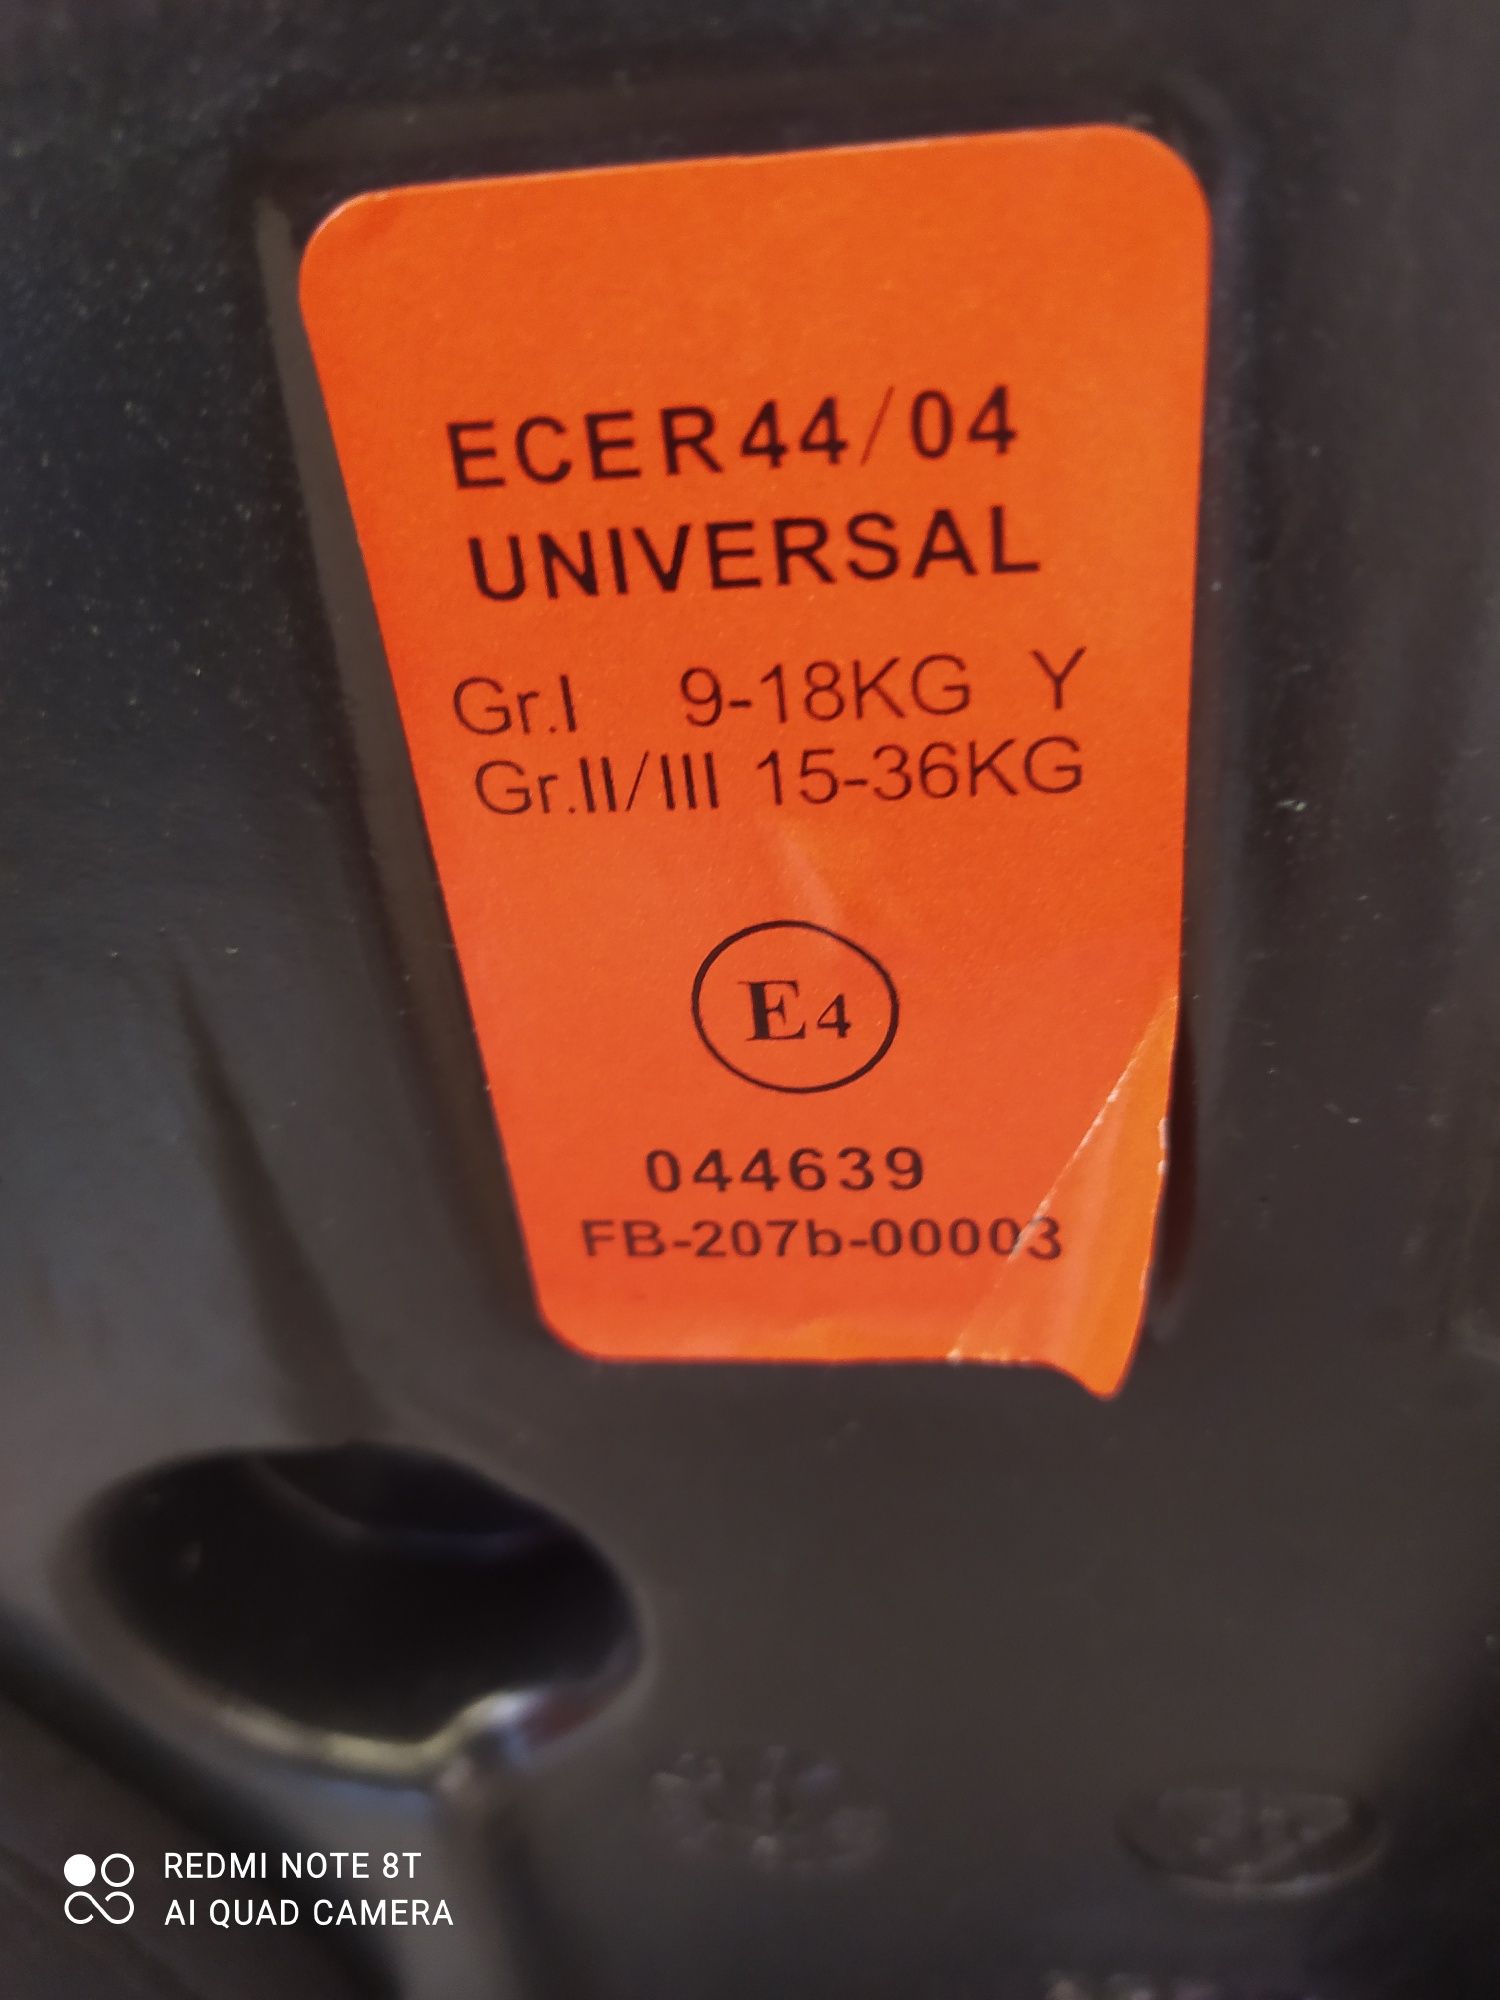 ECER44/04
UNIVERSAL
Gr.I 9-18KG Y
Gr.II/III 15-36KG
E4
044639
FB-207b-00003
REDMI NOTE 8T
AI QUAD CAMERA